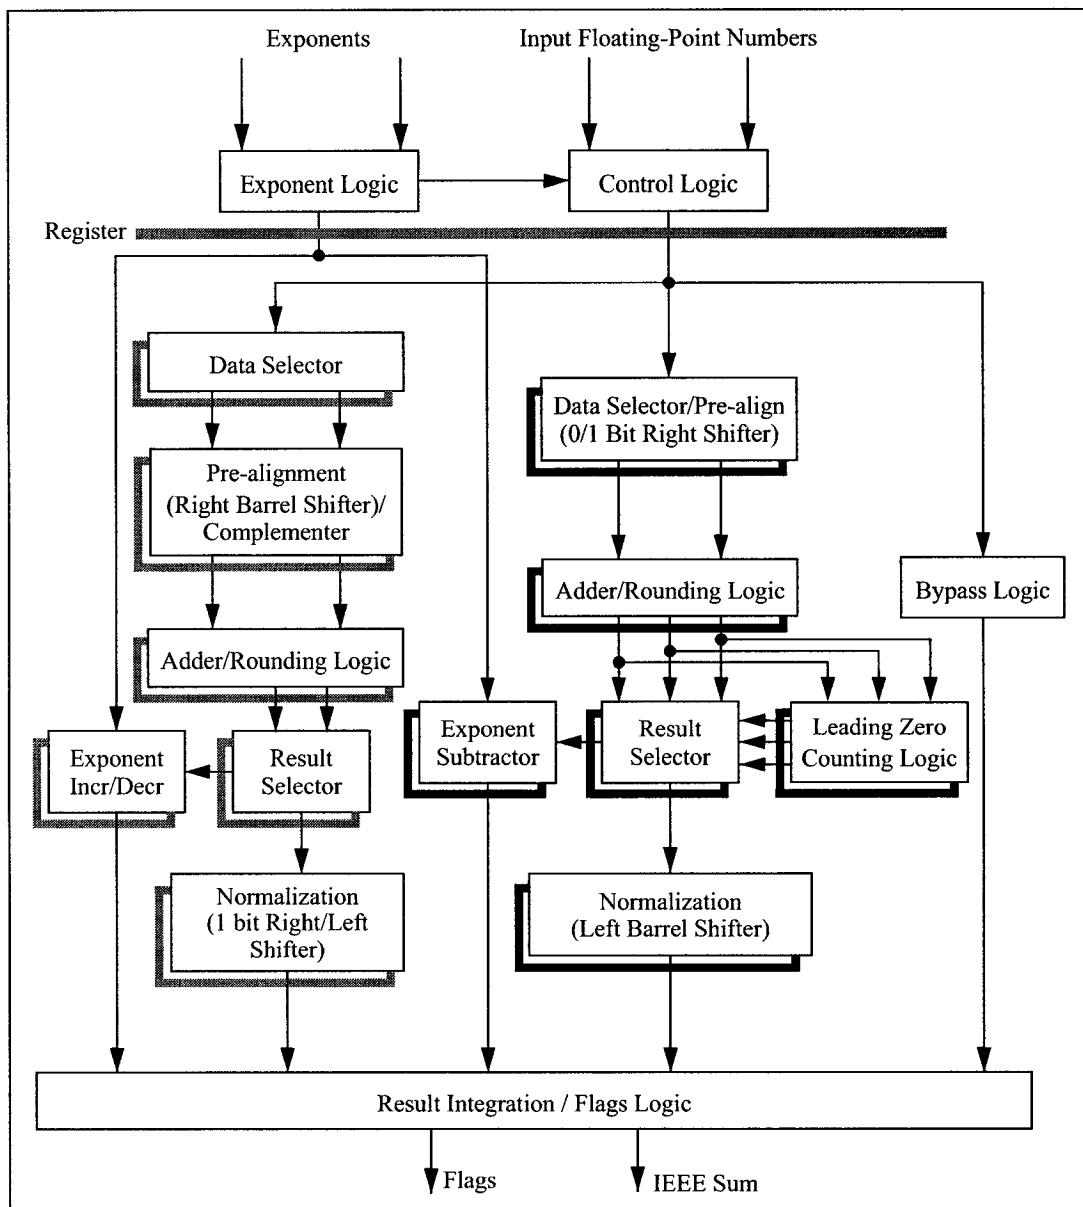 Exponents
Input Floating-Point Numbers
Exponent Logic
Control Logic
Register
Data Selector
Data Selector/Pre-align
(0/1 Bit Right Shifter)
Pre-alignment
(Right Barrel Shifter)/
Complementer
Adder/Rounding Logic
Bypass Logic
Adder/Rounding Logic
Exponent
Incr/Decr
Result
Selector
Exponent
Subtractor
Result
Selector
Leading Zero
Counting Logic
Normalization
(1 bit Right/Left
Shifter)
Normalization
(Left Barrel Shifter)
Result Integration / Flags Logic
Flags
IEEE Sum